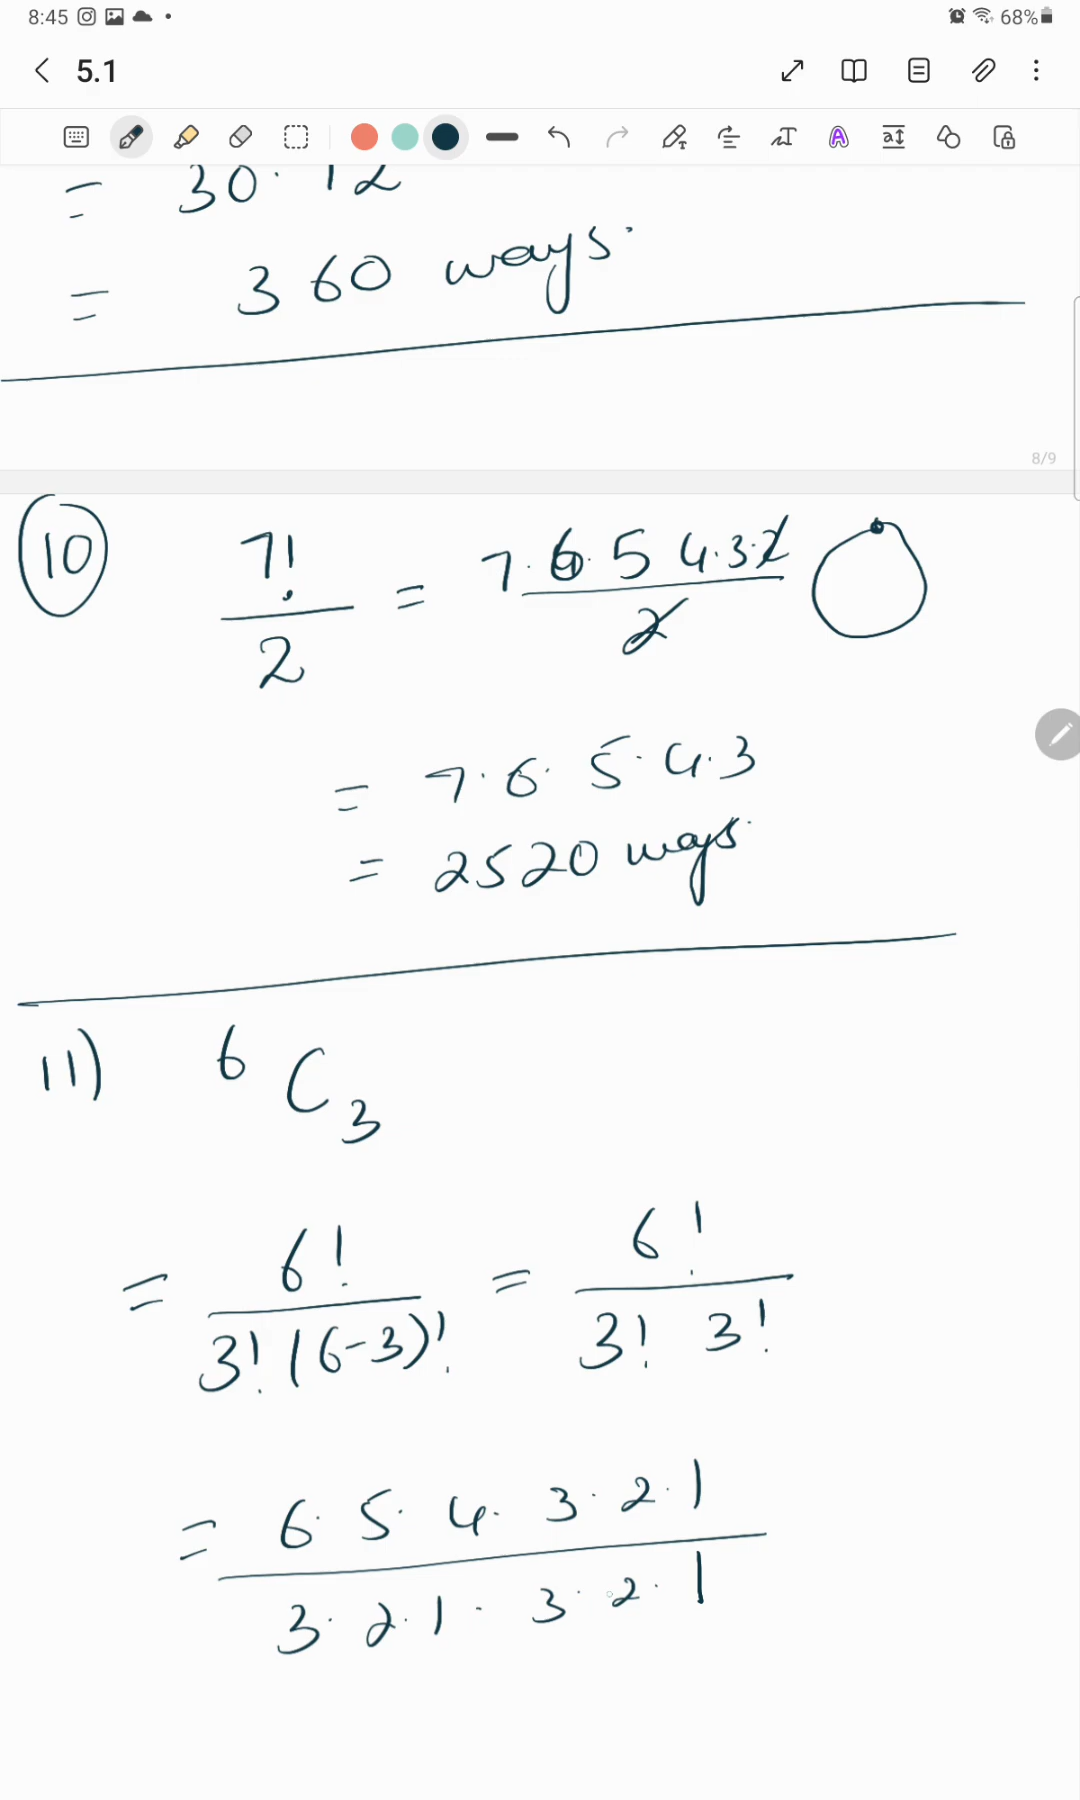 8:45
68%
5.1
= 30·12
= 360 ways.
8/9
10 7!/2 = 7·6·5 4·3·2/2
= 7·6·5·4·3
= 2520 ways.
11) 6 C 3
= 6!/3!(6-3)! = 6!/3! 3!
= 6·5·4·3·2·1/3·2·1·3·2·1